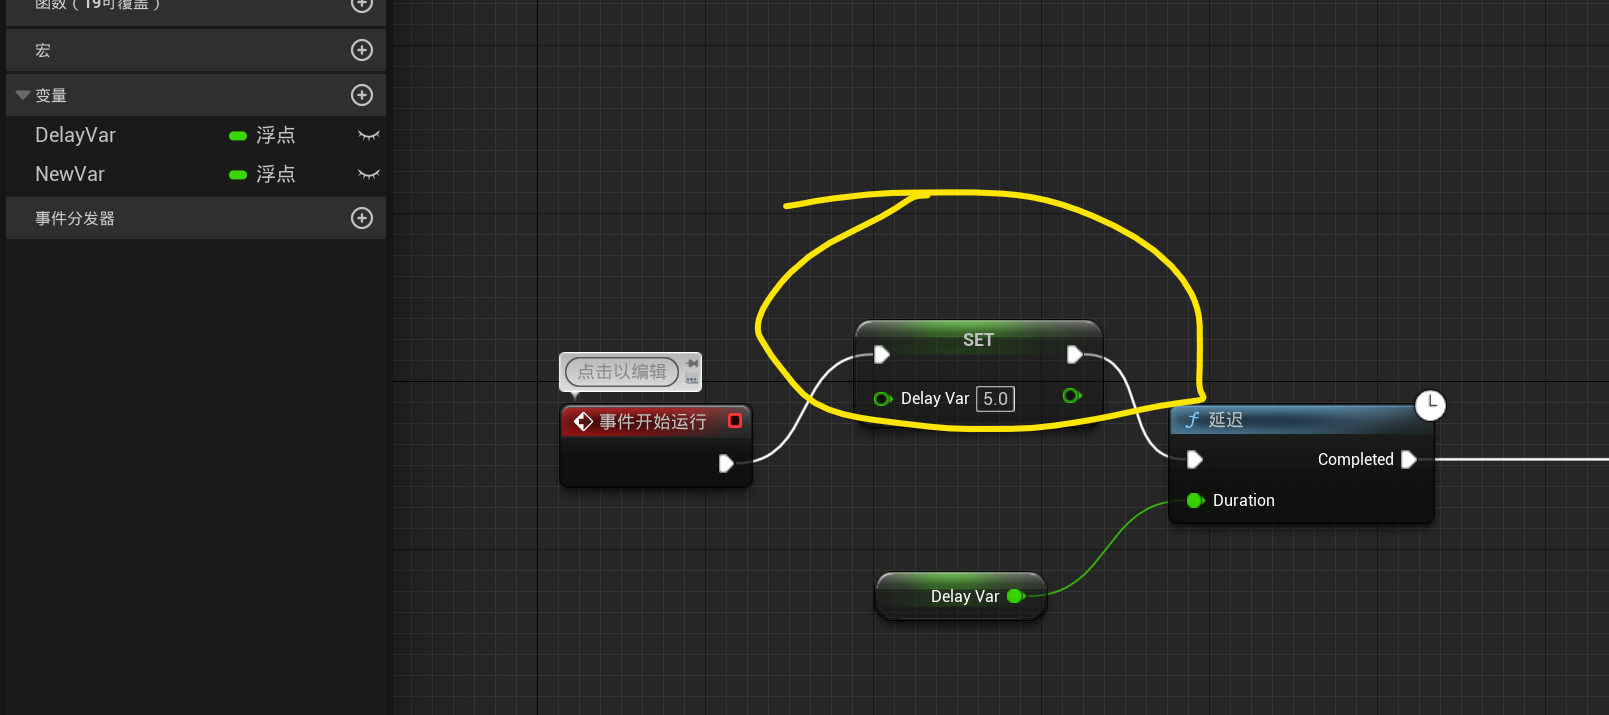 函数（19可覆盖）
宏
变量
DelayVar 浮点
NewVar 浮点
事件分发器
点击以编辑
事件开始运行
SET
Delay Var 5.0
延迟
Completed
Duration
Delay Var